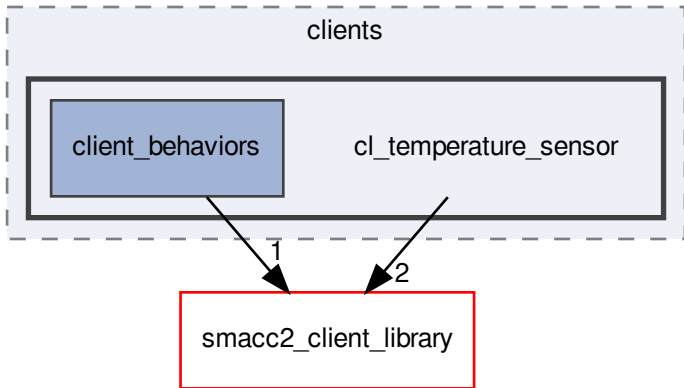 clients
client_behaviors
cl_temperature_sensor
1
2
smacc2_client_library